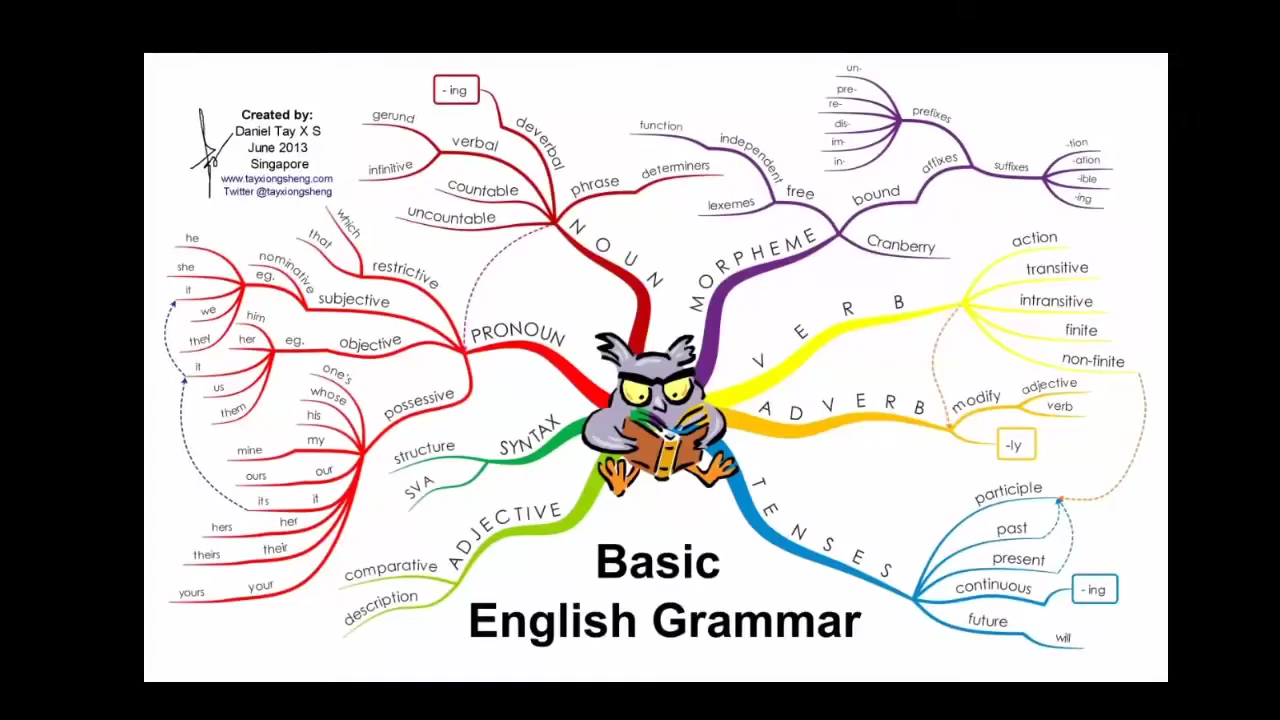 Created by:
Daniel Tay X S
June 2013
Singapore
www.tayxiongsheng.com
Twitter @tayxiongsheng
Basic
English Grammar
NOUN
deverbal
- ing
verbal
gerund
infinitive
countable
uncountable
phrase
determiners
PRONOUN
restrictive
which
that
subjective
nominative
eg.
he
she
it
we
they
objective
eg.
him
her
it
us
them
possessive
one's
whose
his
my
mine
our
ours
it
its
her
hers
their
theirs
your
yours
SYNTAX
structure
SVA
ADJECTIVE
comparative
description
MORPHEME
free
independent
function
lexemes
bound
affixes
prefixes
un-
pre-
re-
dis-
im-
in-
suffixes
-tion
-ation
-ible
-ing
Cranberry
VERB
action
transitive
intransitive
finite
non-finite
ADVERB
modify
adjective
verb
-ly
TENSES
participle
past
present
continuous
- ing
future
will